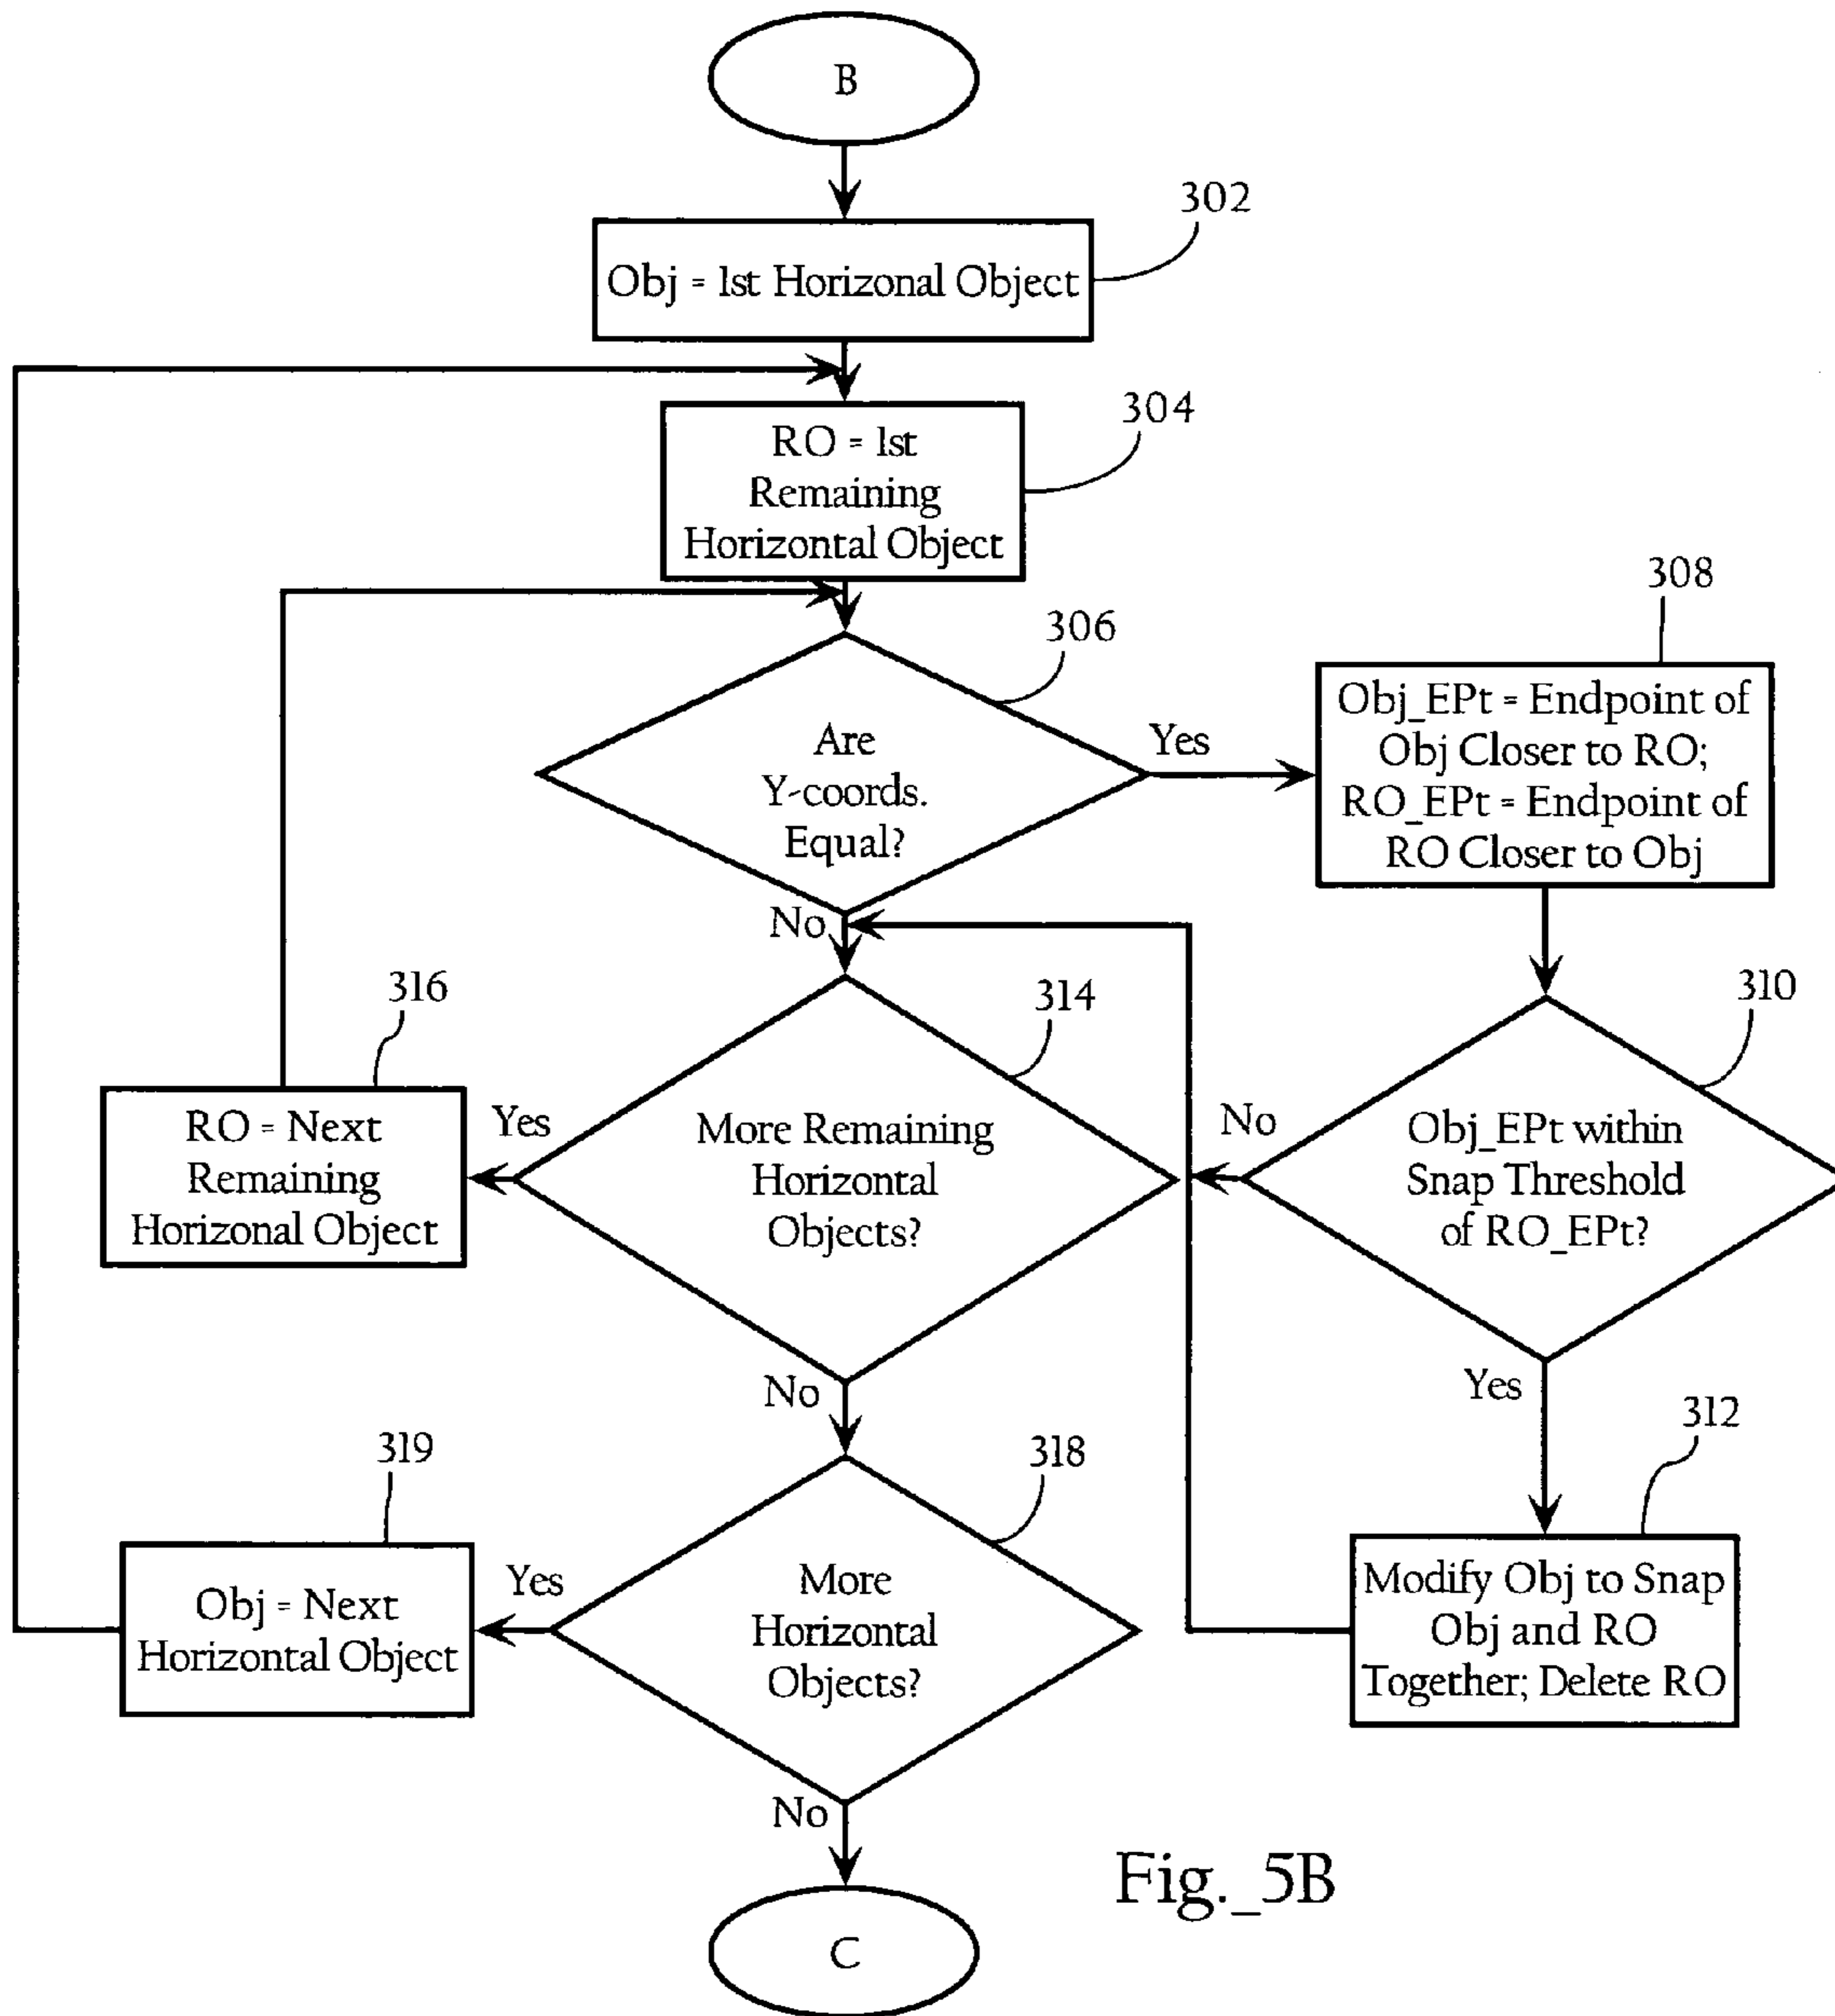 B
302
Obj = 1st Horizonal Object
304
RO = 1st
Remaining
Horizontal Object
306
Are
Y-coords.
Equal?
Yes
308
Obj_EPt = Endpoint of
Obj Closer to RO;
RO_EPt = Endpoint of
RO Closer to Obj
No
316
RO = Next
Remaining
Horizonal Object
Yes
314
More Remaining
Horizontal
Objects?
No
310
Obj_EPt within
Snap Threshold
of RO_EPt?
No
Yes
319
Obj = Next
Horizontal Object
Yes
318
More
Horizontal
Objects?
312
Modify Obj to Snap
Obj and RO
Together; Delete RO
No
Fig._5B
C